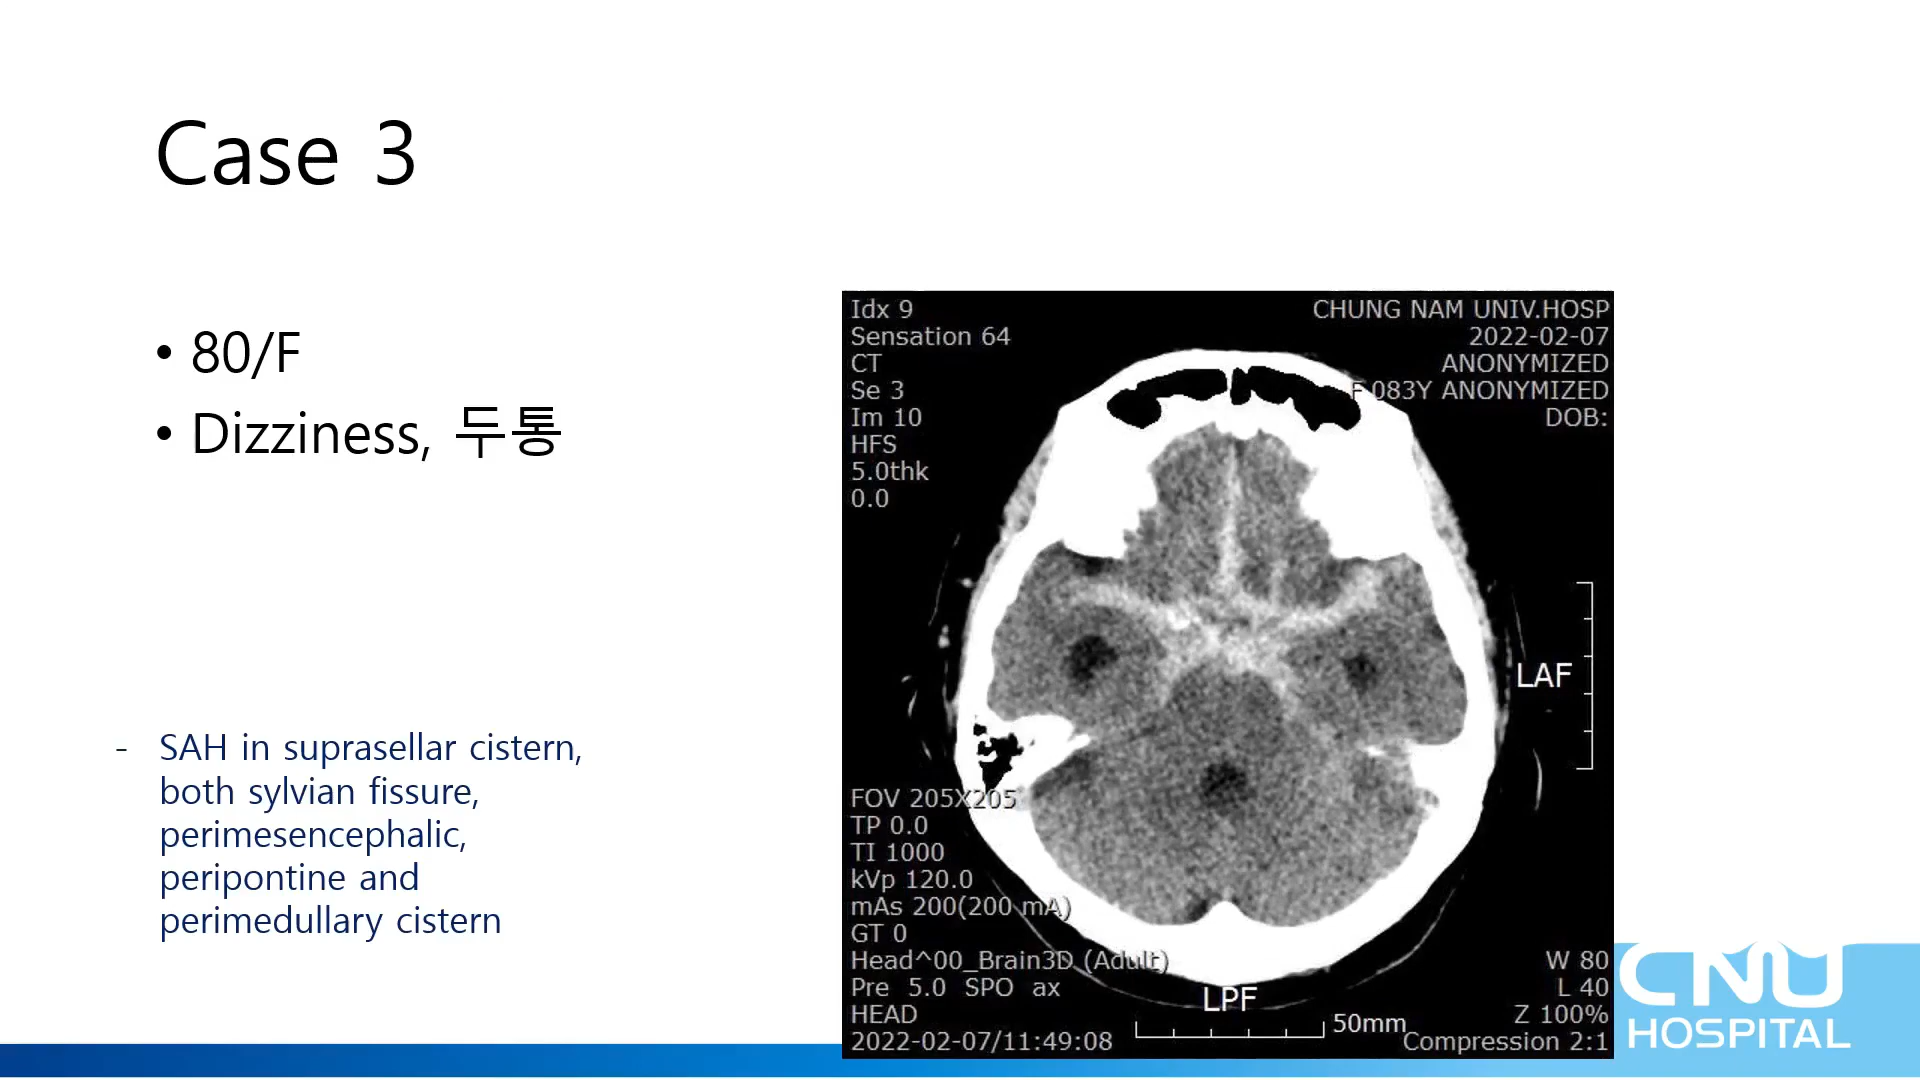 Case 3
• 80/F
• Dizziness, 두통
- SAH in suprasellar cistern,
both sylvian fissure,
perimesencephalic,
peripontine and
perimedullary cistern
Idx 9
Sensation 64
CT
Se 3
Im 10
HFS
5.0thk
0.0
CHUNG NAM UNIV.HOSP
2022-02-07
ANONYMIZED
F 083Y ANONYMIZED
DOB:
LAF
FOV 205X205
TP 0.0
TI 1000
kVp 120.0
mAs 200(200 mA)
GT 0
Head^00_Brain3D (Adult)
Pre 5.0 SPO ax
HEAD
2022-02-07/11:49:08
LPF
50mm
W 80
L 40
Z 100%
Compression 2:1
CNU
HOSPITAL